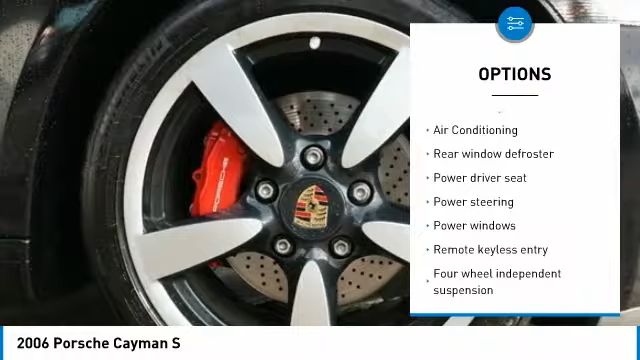 OPTIONS
Air Conditioning
Rear window defroster
Power driver seat
Power steering
Power windows
Remote keyless entry
Four wheel independent
suspension
PORSCHE
2006 Porsche Cayman S